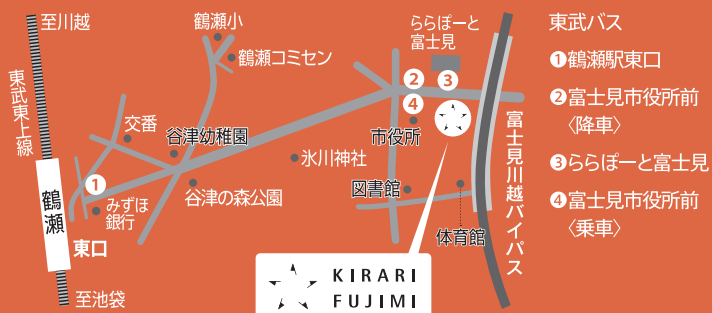 至川越
東武東上線
鶴瀬
東口
至池袋
1
みずほ
銀行
交番
谷津幼稚園
谷津の森公園
鶴瀬小
鶴瀬コミセン
氷川神社
ららぽーと
富士見
2
3
4
市役所
図書館
体育館
富士見川越バイパス
KIRARI
FUJIMI
東武バス
❶鶴瀬駅東口
❷富士見市役所前
〈降車〉
❸ららぽーと富士見
❹富士見市役所前
〈乗車〉